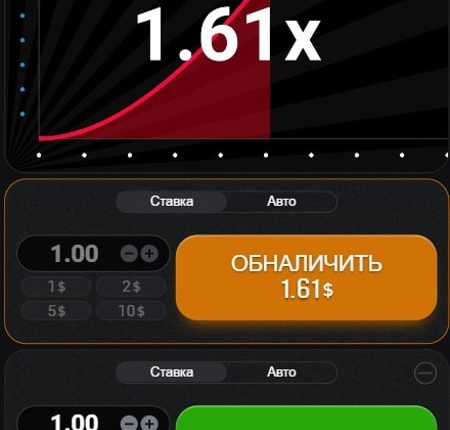 1.61x
Ставка Авто
1.00
1$ 2$
5$ 10$
ОБНАЛИЧИТЬ
1.61$
Ставка Авто
1.00